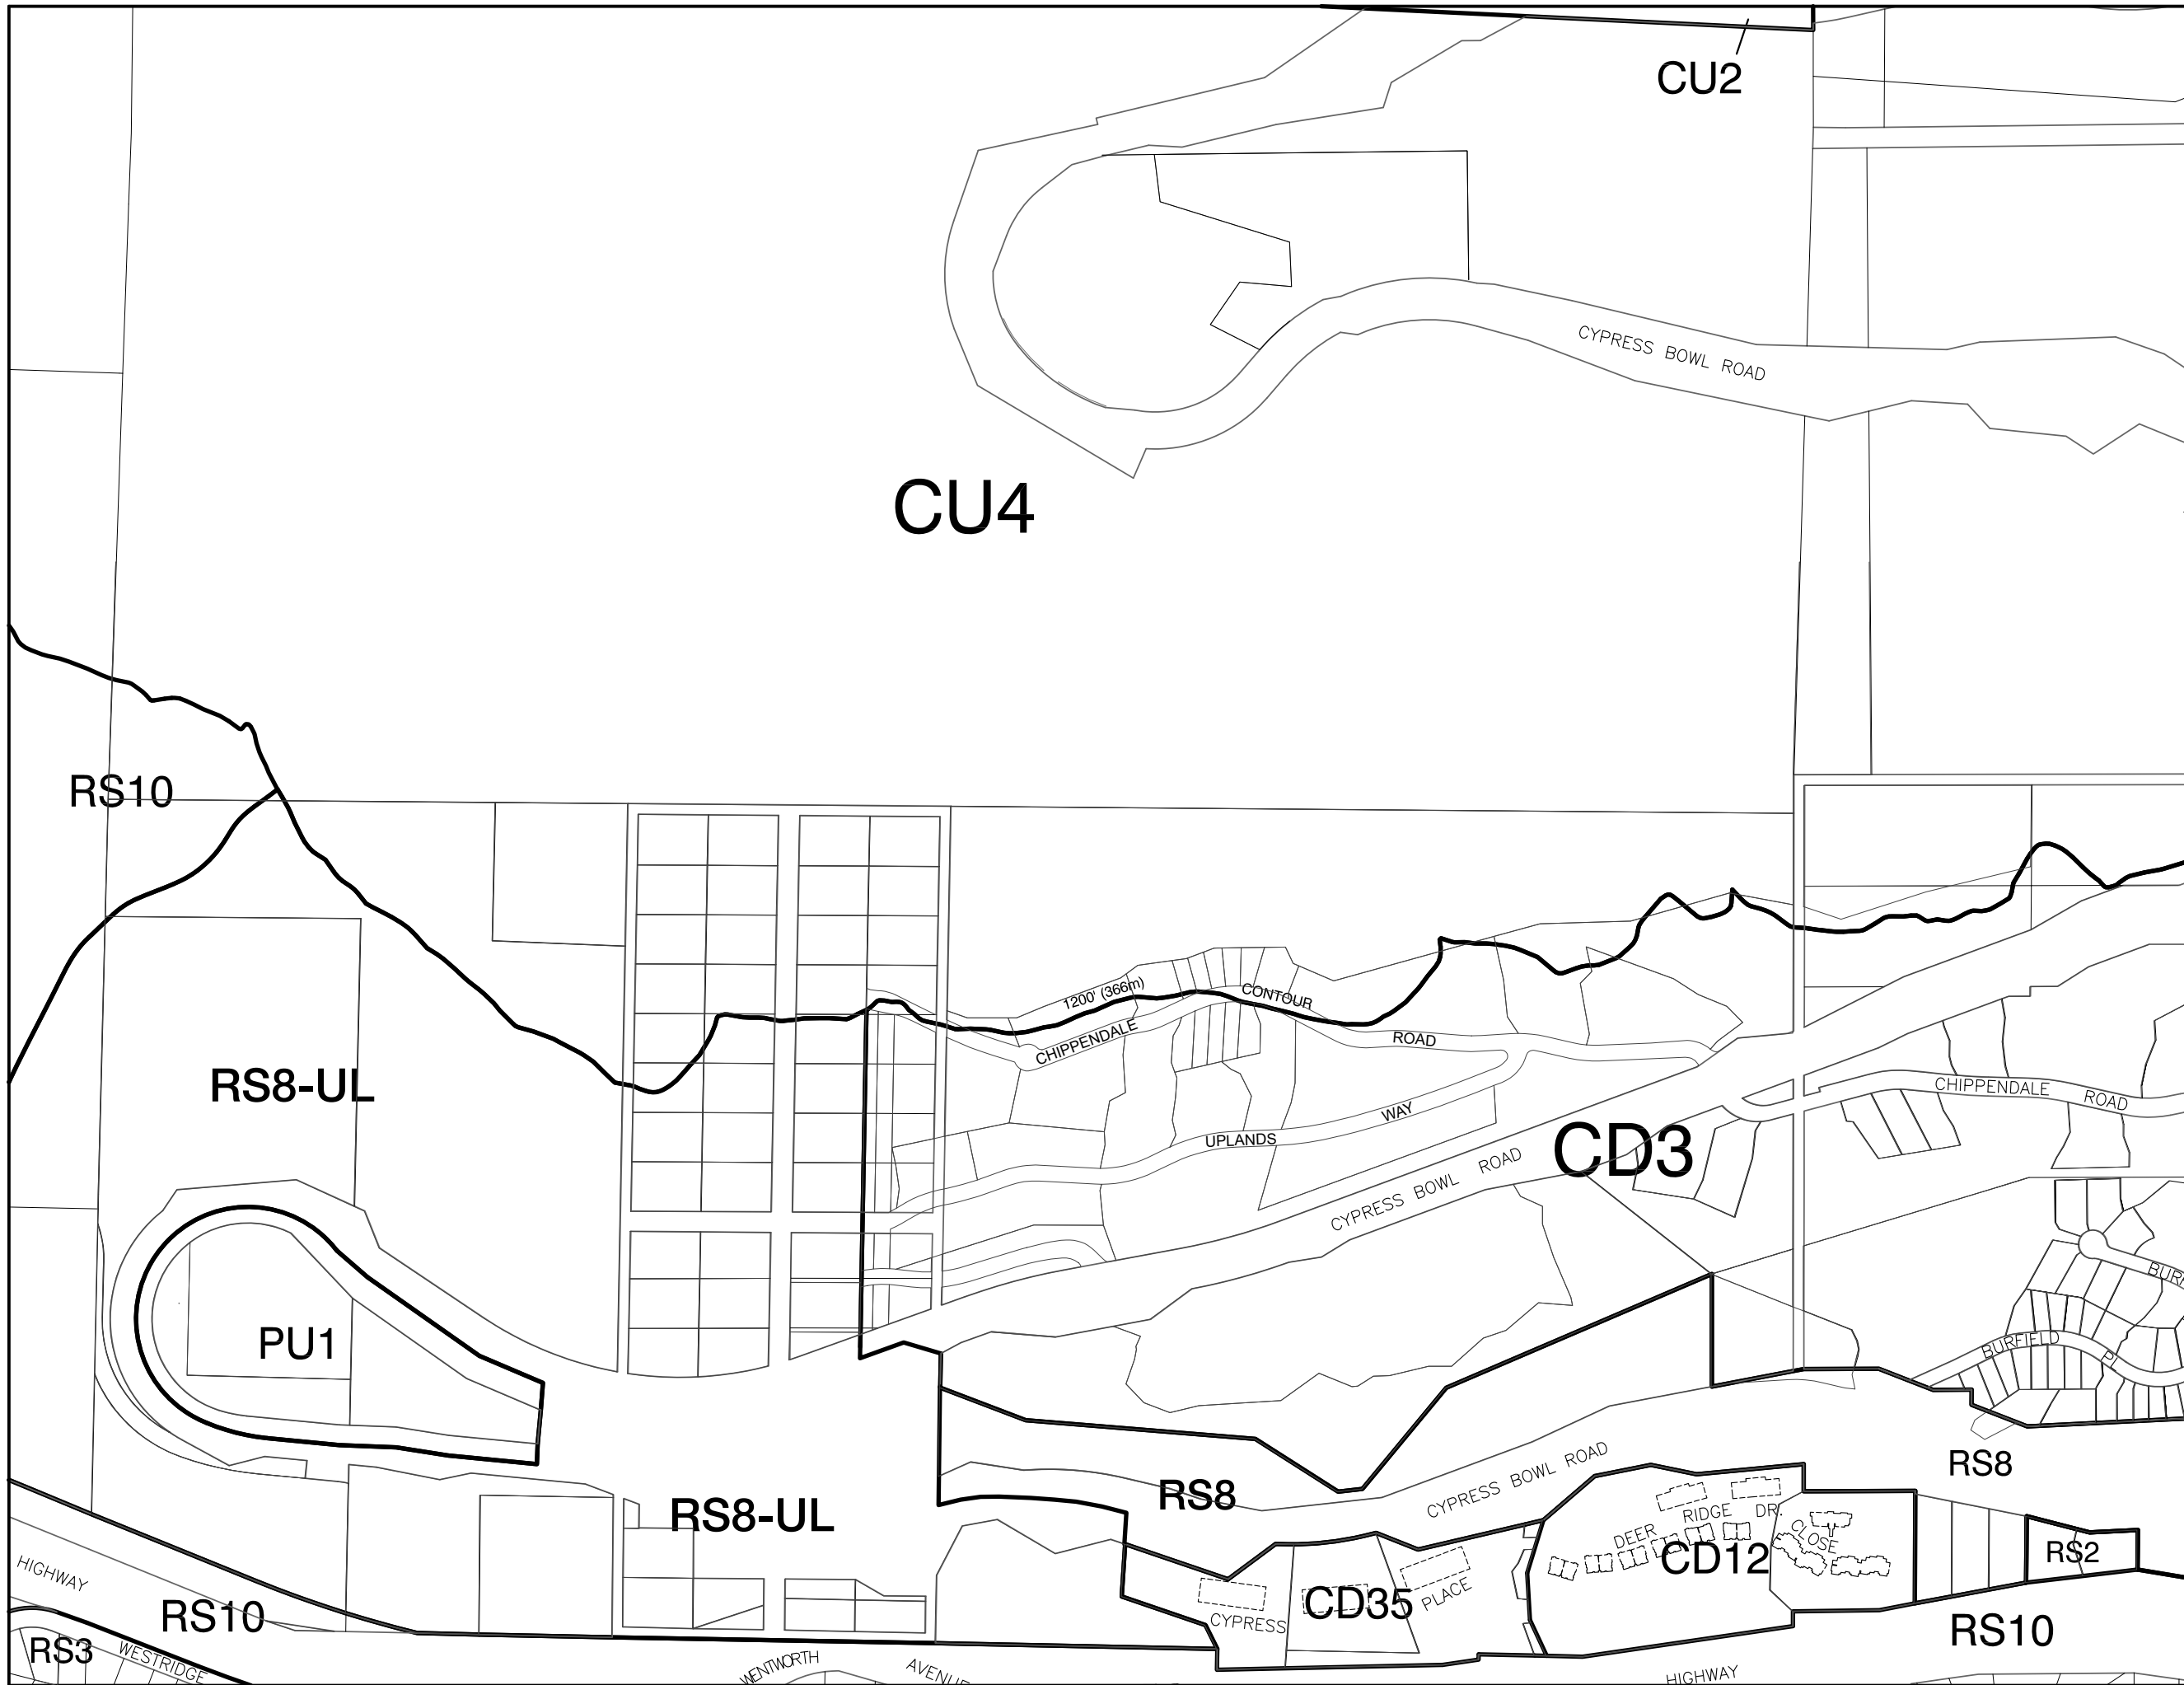 CU2
CYPRESS BOWL ROAD
CU4
RS10
1200' (366m)
CONTOUR
CHIPPENDALE
ROAD
RS8-UL
CHIPPENDALE ROAD
WAY
UPLANDS
CD3
CYPRESS BOWL ROAD
PU1
BURFIELD PL
RS8
CYPRESS BOWL ROAD
RS8
RS8-UL
RIDGE DR.
DEER
CLOSE
CD12
RS2
HIGHWAY
RS10
CYPRESS
CD35
PLACE
RS10
RS3
WESTRIDGE
WENTWORTH
HIGHWAY